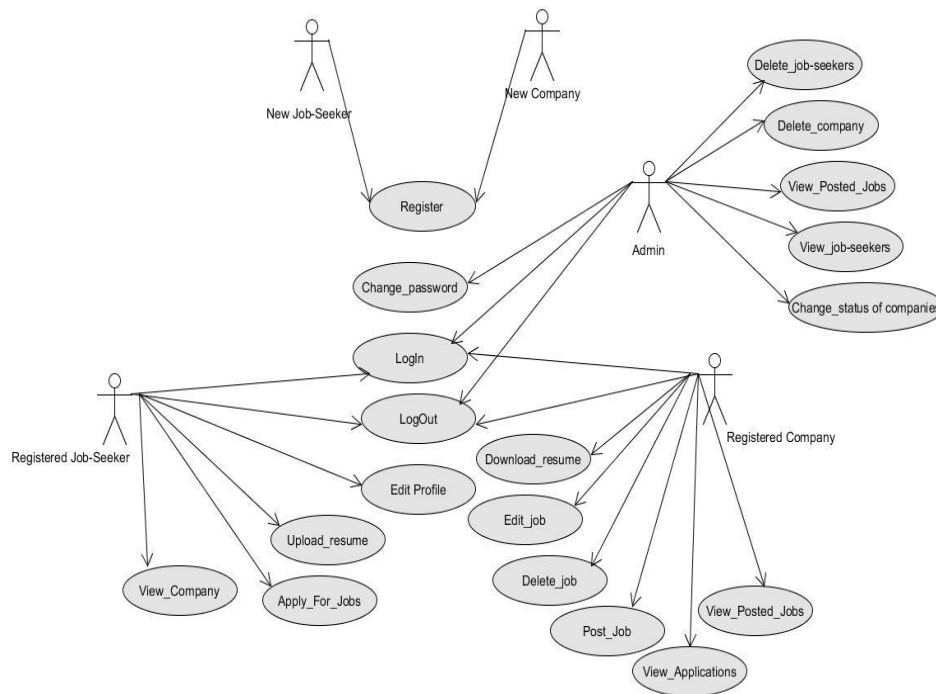 New Job-Seeker
New Company
Delete_job-seekers
Delete_company
View_Posted_Jobs
Register
Admin
View_job-seekers
Change_password
Change_status of companies
LogIn
LogOut
Registered Job-Seeker
Registered Company
Download_resume
Edit Profile
Edit_job
Upload_resume
Delete_job
View_Company
Apply_For_Jobs
View_Posted_Jobs
Post_Job
View_Applications